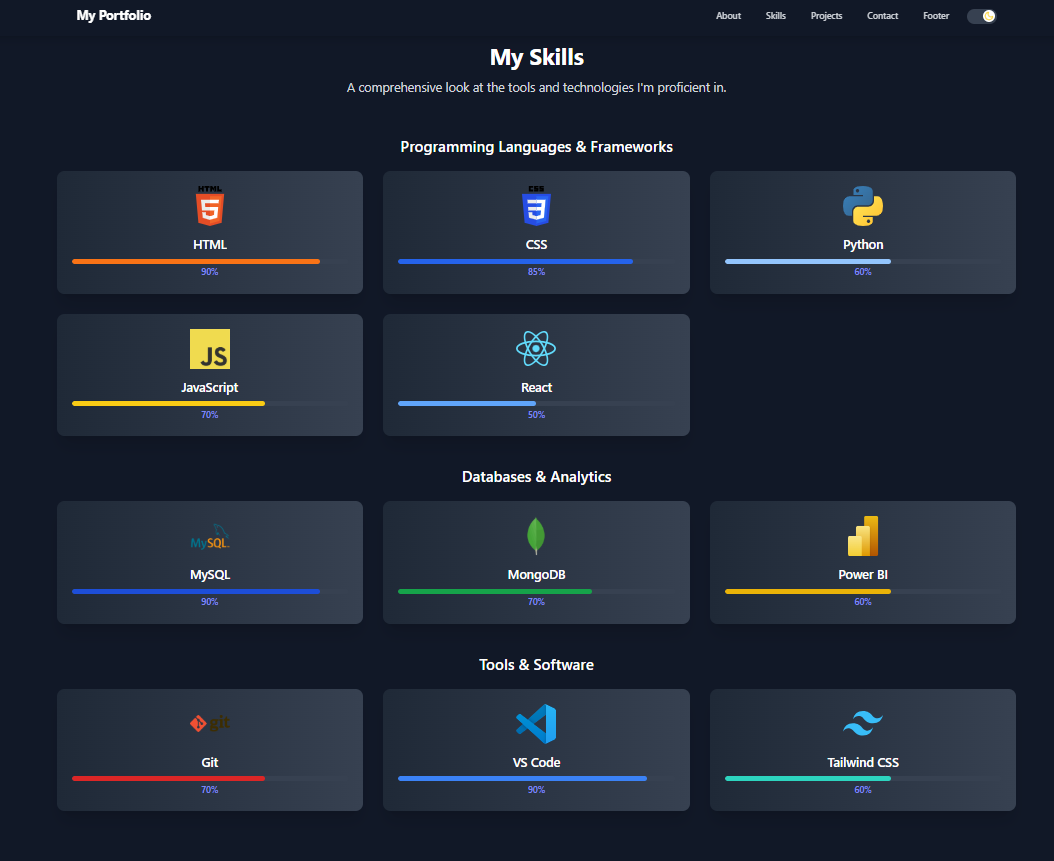 My Portfolio
About Skills Projects Contact Footer
My Skills
A comprehensive look at the tools and technologies I'm proficient in.
Programming Languages & Frameworks
HTML
5
HTML
90%
CSS
3
CSS
85%
Python
60%
JS
JavaScript
70%
React
50%
Databases & Analytics
MySQL
MySQL
90%
MongoDB
70%
Power BI
60%
Tools & Software
git
Git
70%
VS Code
90%
Tailwind CSS
60%